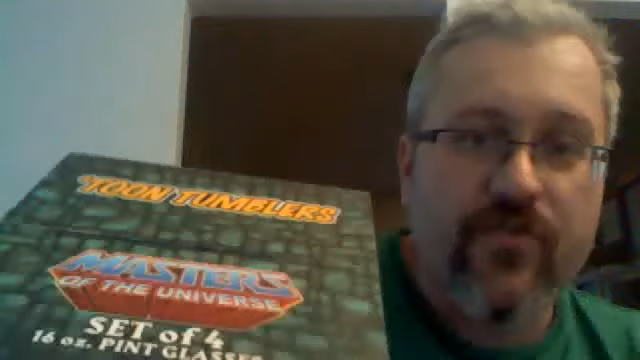 'TOON TUMBLERS
MASTERS
OF THE UNIVERSE
SET of 4
16 oz. PINT GLASSES